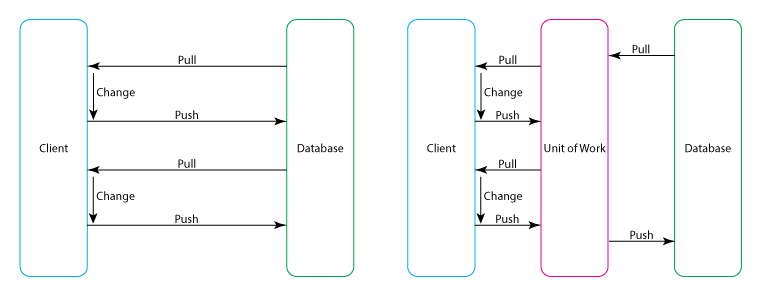 Pull
Change
Push
Client
Database
Pull
Change
Push
Pull
Pull
Change
Push
Client
Unit of Work
Database
Pull
Change
Push
Push